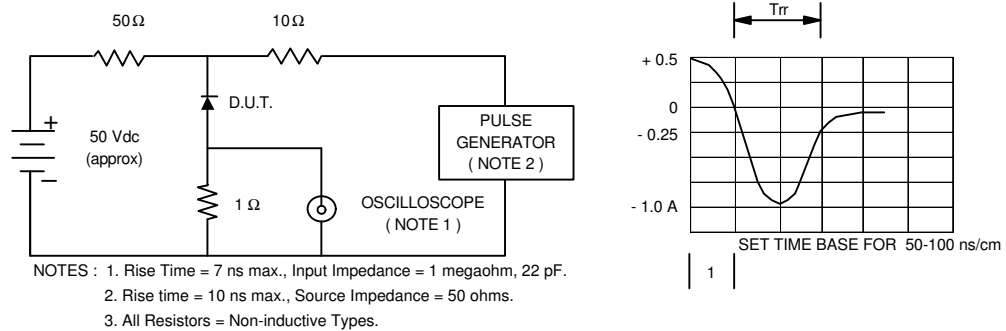 50 Ω
10 Ω
Trr
+ 0.5
0
- 0.25
- 1.0 A
SET TIME BASE FOR 50-100 ns/cm
1
+
50 Vdc
(approx)
−
D.U.T.
1 Ω
OSCILLOSCOPE
( NOTE 1 )
PULSE
GENERATOR
( NOTE 2 )
NOTES : 1. Rise Time = 7 ns max., Input Impedance = 1 megaohm, 22 pF.
2. Rise time = 10 ns max., Source Impedance = 50 ohms.
3. All Resistors = Non-inductive Types.